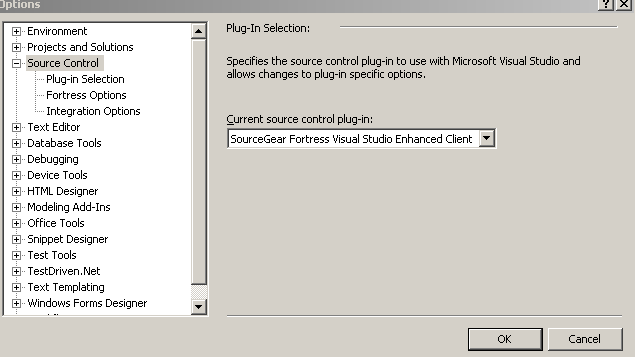 Options
Environment
Projects and Solutions
Source Control
Plug-in Selection
Fortress Options
Integration Options
Text Editor
Database Tools
Debugging
Device Tools
HTML Designer
Modeling Add-Ins
Office Tools
Snippet Designer
Test Tools
TestDriven.Net
Text Templating
Windows Forms Designer
Plug-In Selection:
Specifies the source control plug-in to use with Microsoft Visual Studio and
allows changes to plug-in specific options.
Current source control plug-in:
SourceGear Fortress Visual Studio Enhanced Client
OK
Cancel